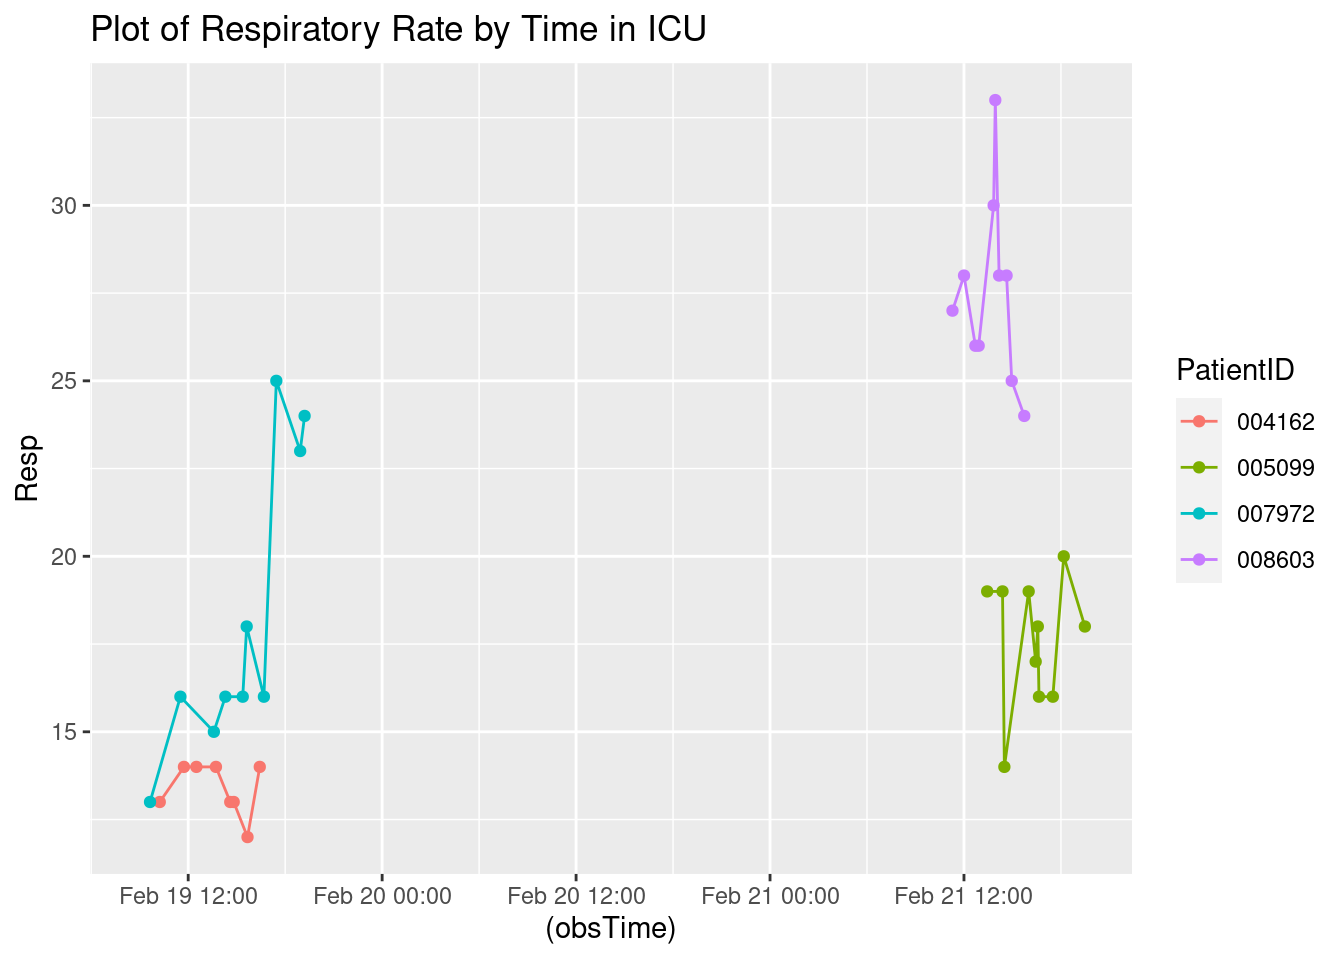 Plot of Respiratory Rate by Time in ICU
Resp
30
25
20
15
Feb 19 12:00
Feb 20 00:00
Feb 20 12:00
Feb 21 00:00
Feb 21 12:00
(obsTime)
PatientID
004162
005099
007972
008603